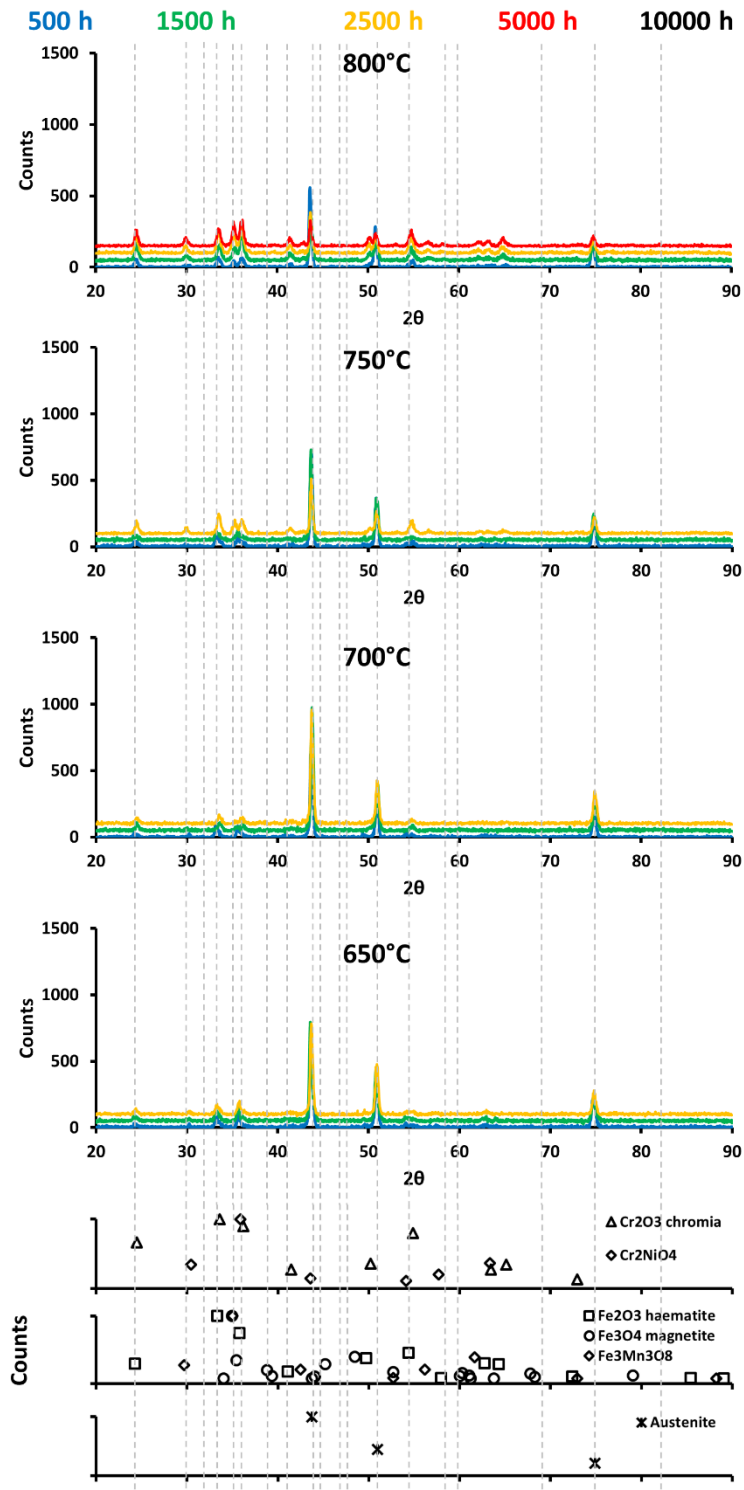 500 h 1500 h 2500 h 5000 h 10000 h
800°C
1500
1000
500
0
Counts
20 30 40 50 60 70 80 90
2θ
750°C
1500
1000
500
0
Counts
20 30 40 50 60 70 80 90
2θ
700°C
1500
1000
500
0
Counts
20 30 40 50 60 70 80 90
2θ
650°C
1500
1000
500
0
Counts
20 30 40 50 60 70 80 90
2θ
Cr2O3 chromia
Cr2NiO4
Counts
Fe2O3 haematite
Fe3O4 magnetite
Fe3Mn3O8
Austenite